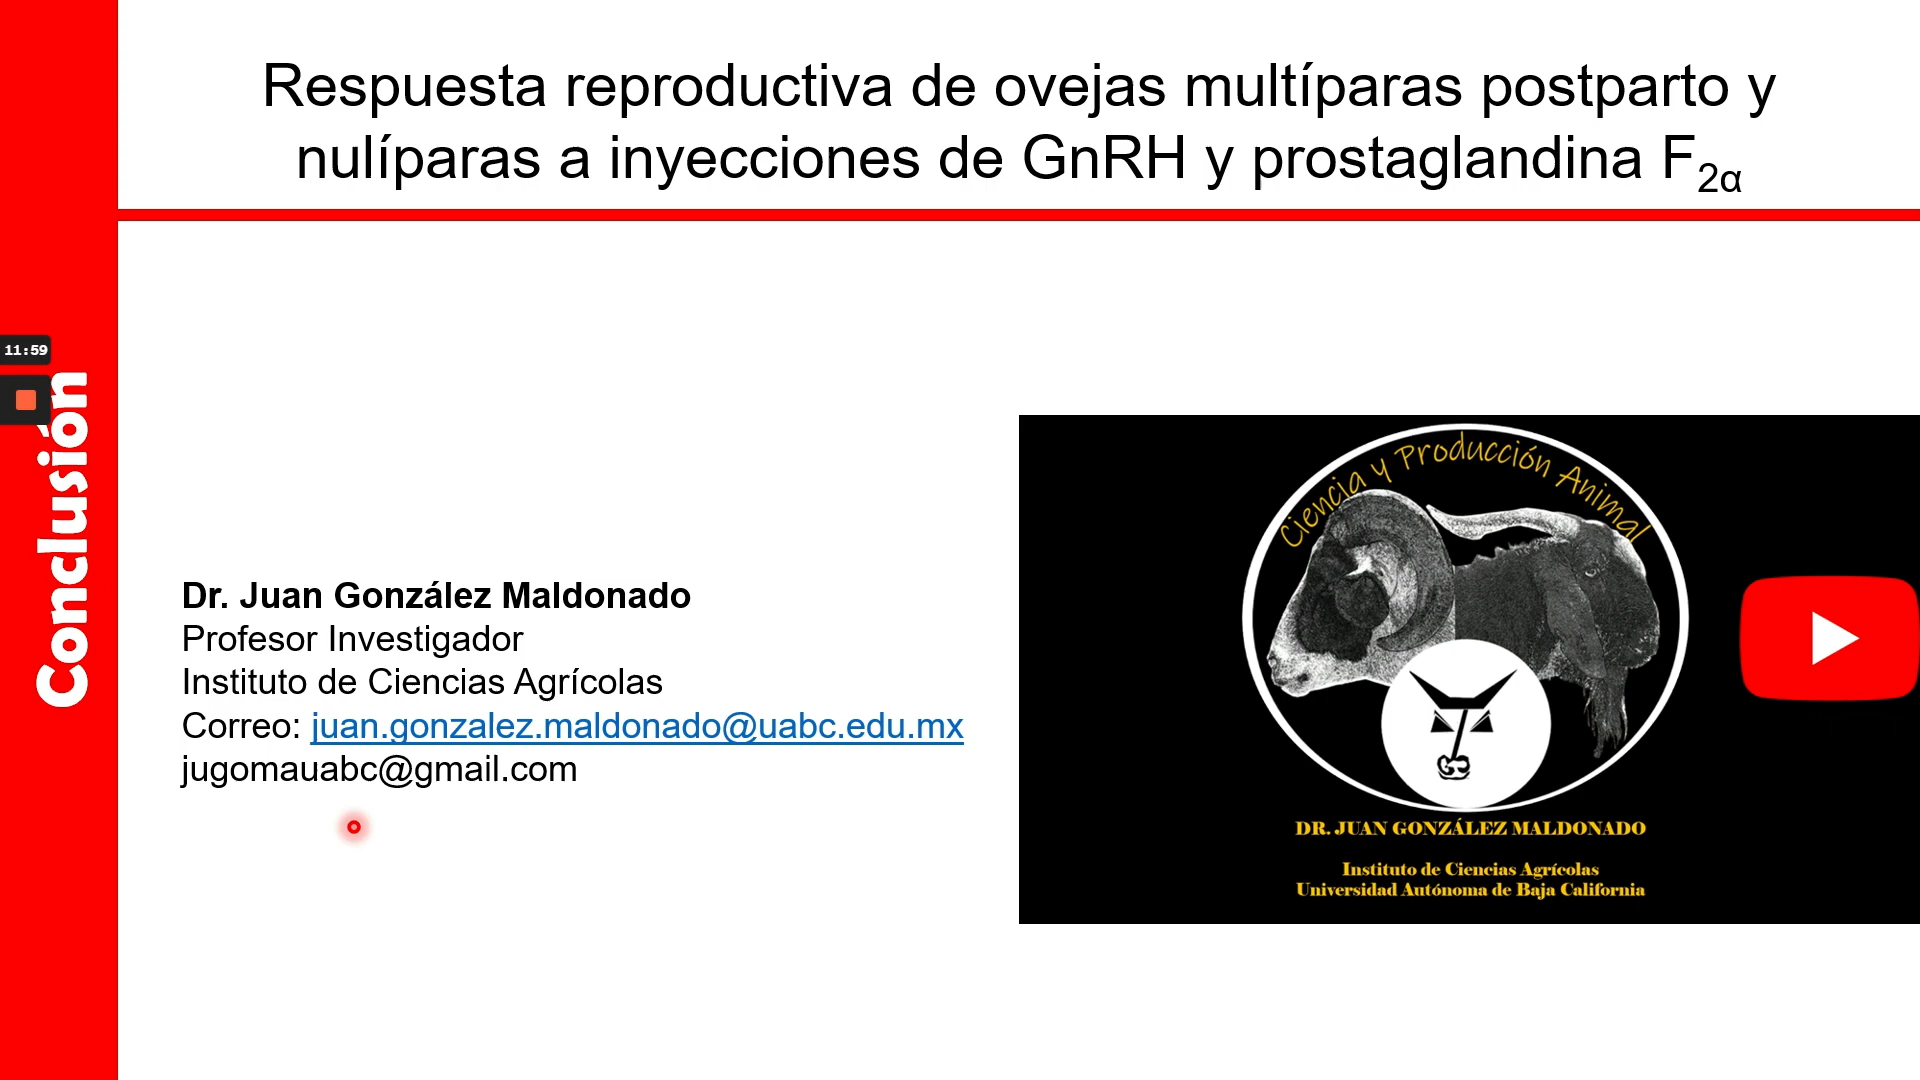 Respuesta reproductiva de ovejas multíparas postparto y
nulíparas a inyecciones de GnRH y prostaglandina F2α
11:59
Conclusión
Dr. Juan González Maldonado
Profesor Investigador
Instituto de Ciencias Agrícolas
Correo: juan.gonzalez.maldonado@uabc.edu.mx
jugomauabc@gmail.com
Ciencia y Producción Animal
DR. JUAN GONZÁLEZ MALDONADO
Instituto de Ciencias Agrícolas
Universidad Autónoma de Baja California